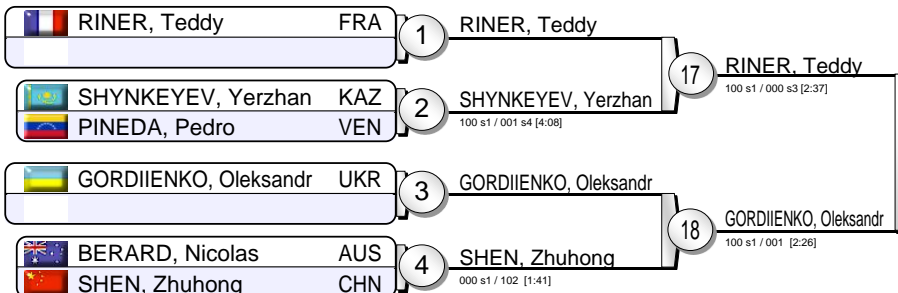 RINER, Teddy FRA
1
RINER, Teddy
SHYNKEYEV, Yerzhan KAZ
PINEDA, Pedro VEN
2
SHYNKEYEV, Yerzhan
100 s1 / 001 s4 [4:08]
17
RINER, Teddy
100 s1 / 000 s3 [2:37]
GORDIIENKO, Oleksandr UKR
3
GORDIIENKO, Oleksandr
BERARD, Nicolas AUS
SHEN, Zhuhong CHN
4
SHEN, Zhuhong
000 s1 / 102 [1:41]
18
GORDIIENKO, Oleksandr
100 s1 / 001 [2:26]